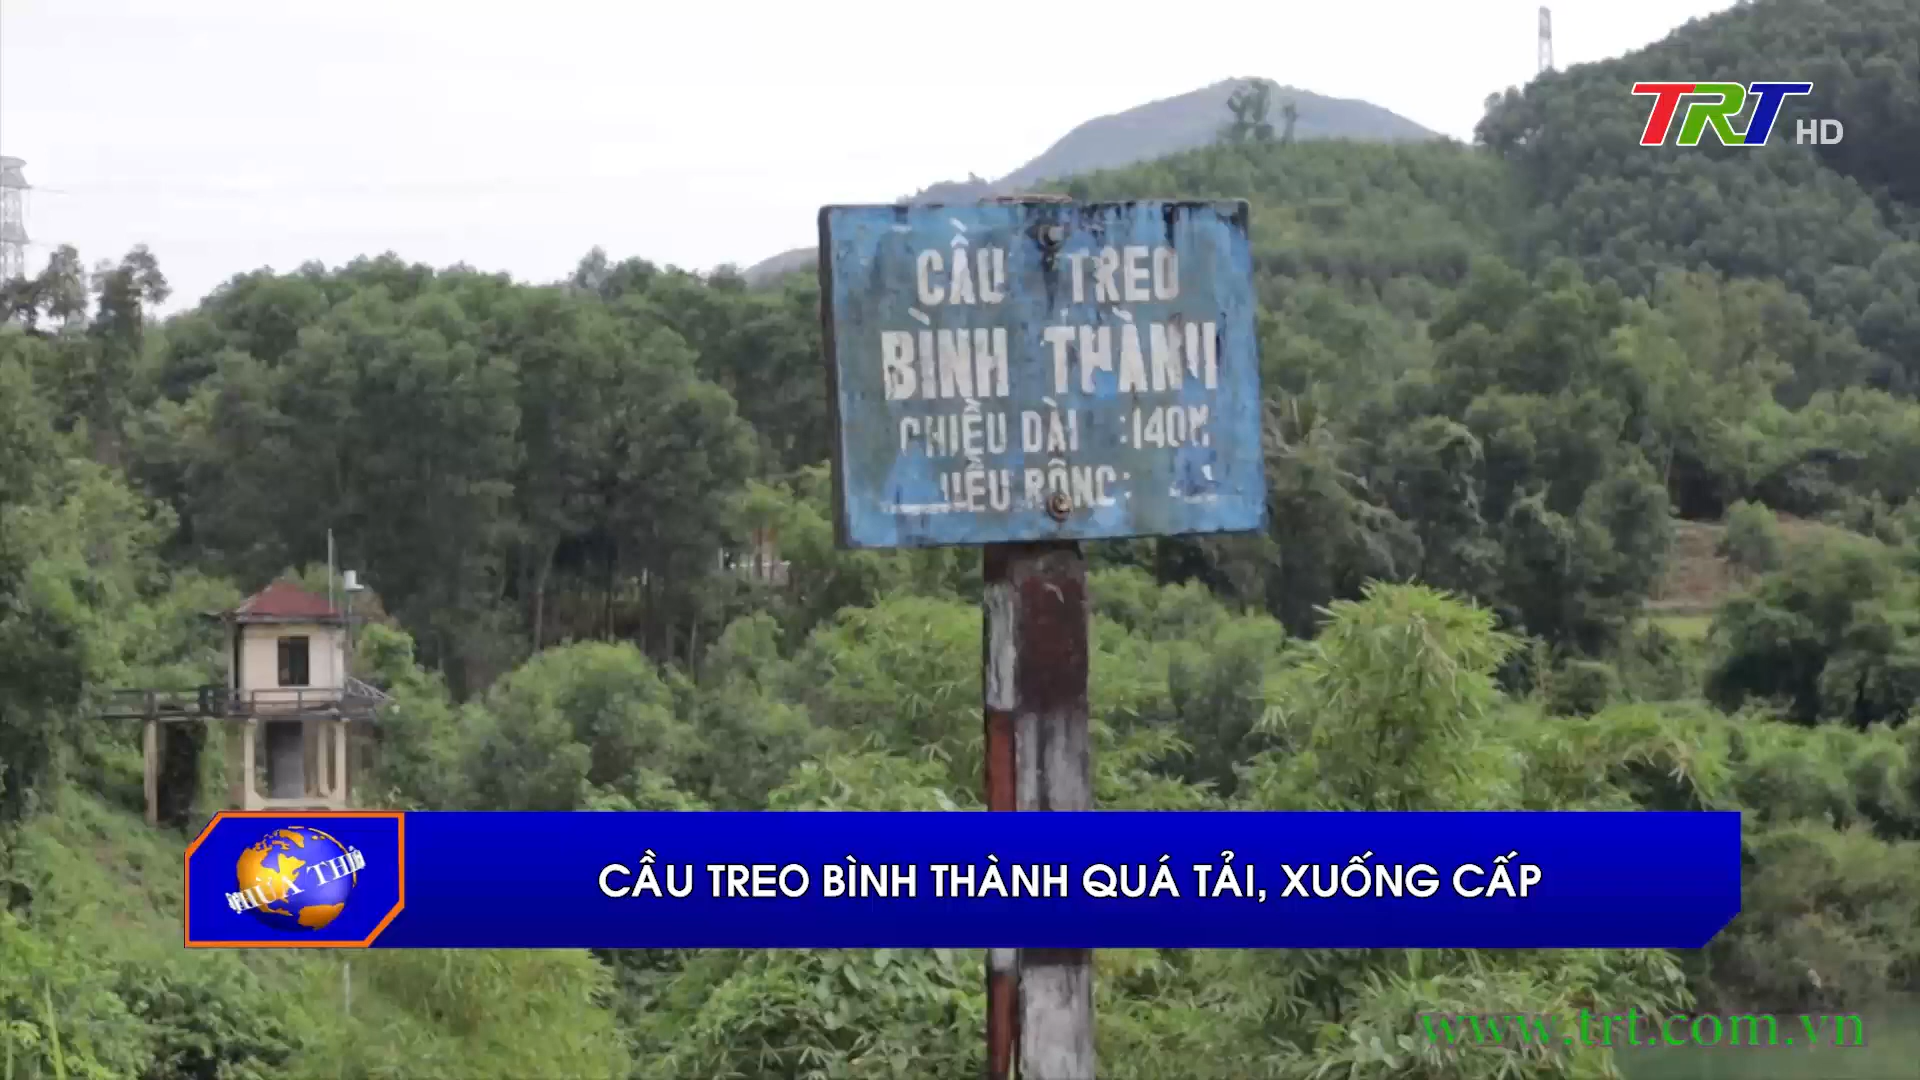 TRT HD
CẦU TREO
BÌNH THÀNH
CHIỀU DÀI :140M
RỘNG:
CẦU TREO BÌNH THÀNH QUÁ TẢI, XUỐNG CẤP
www.trt.com.vn